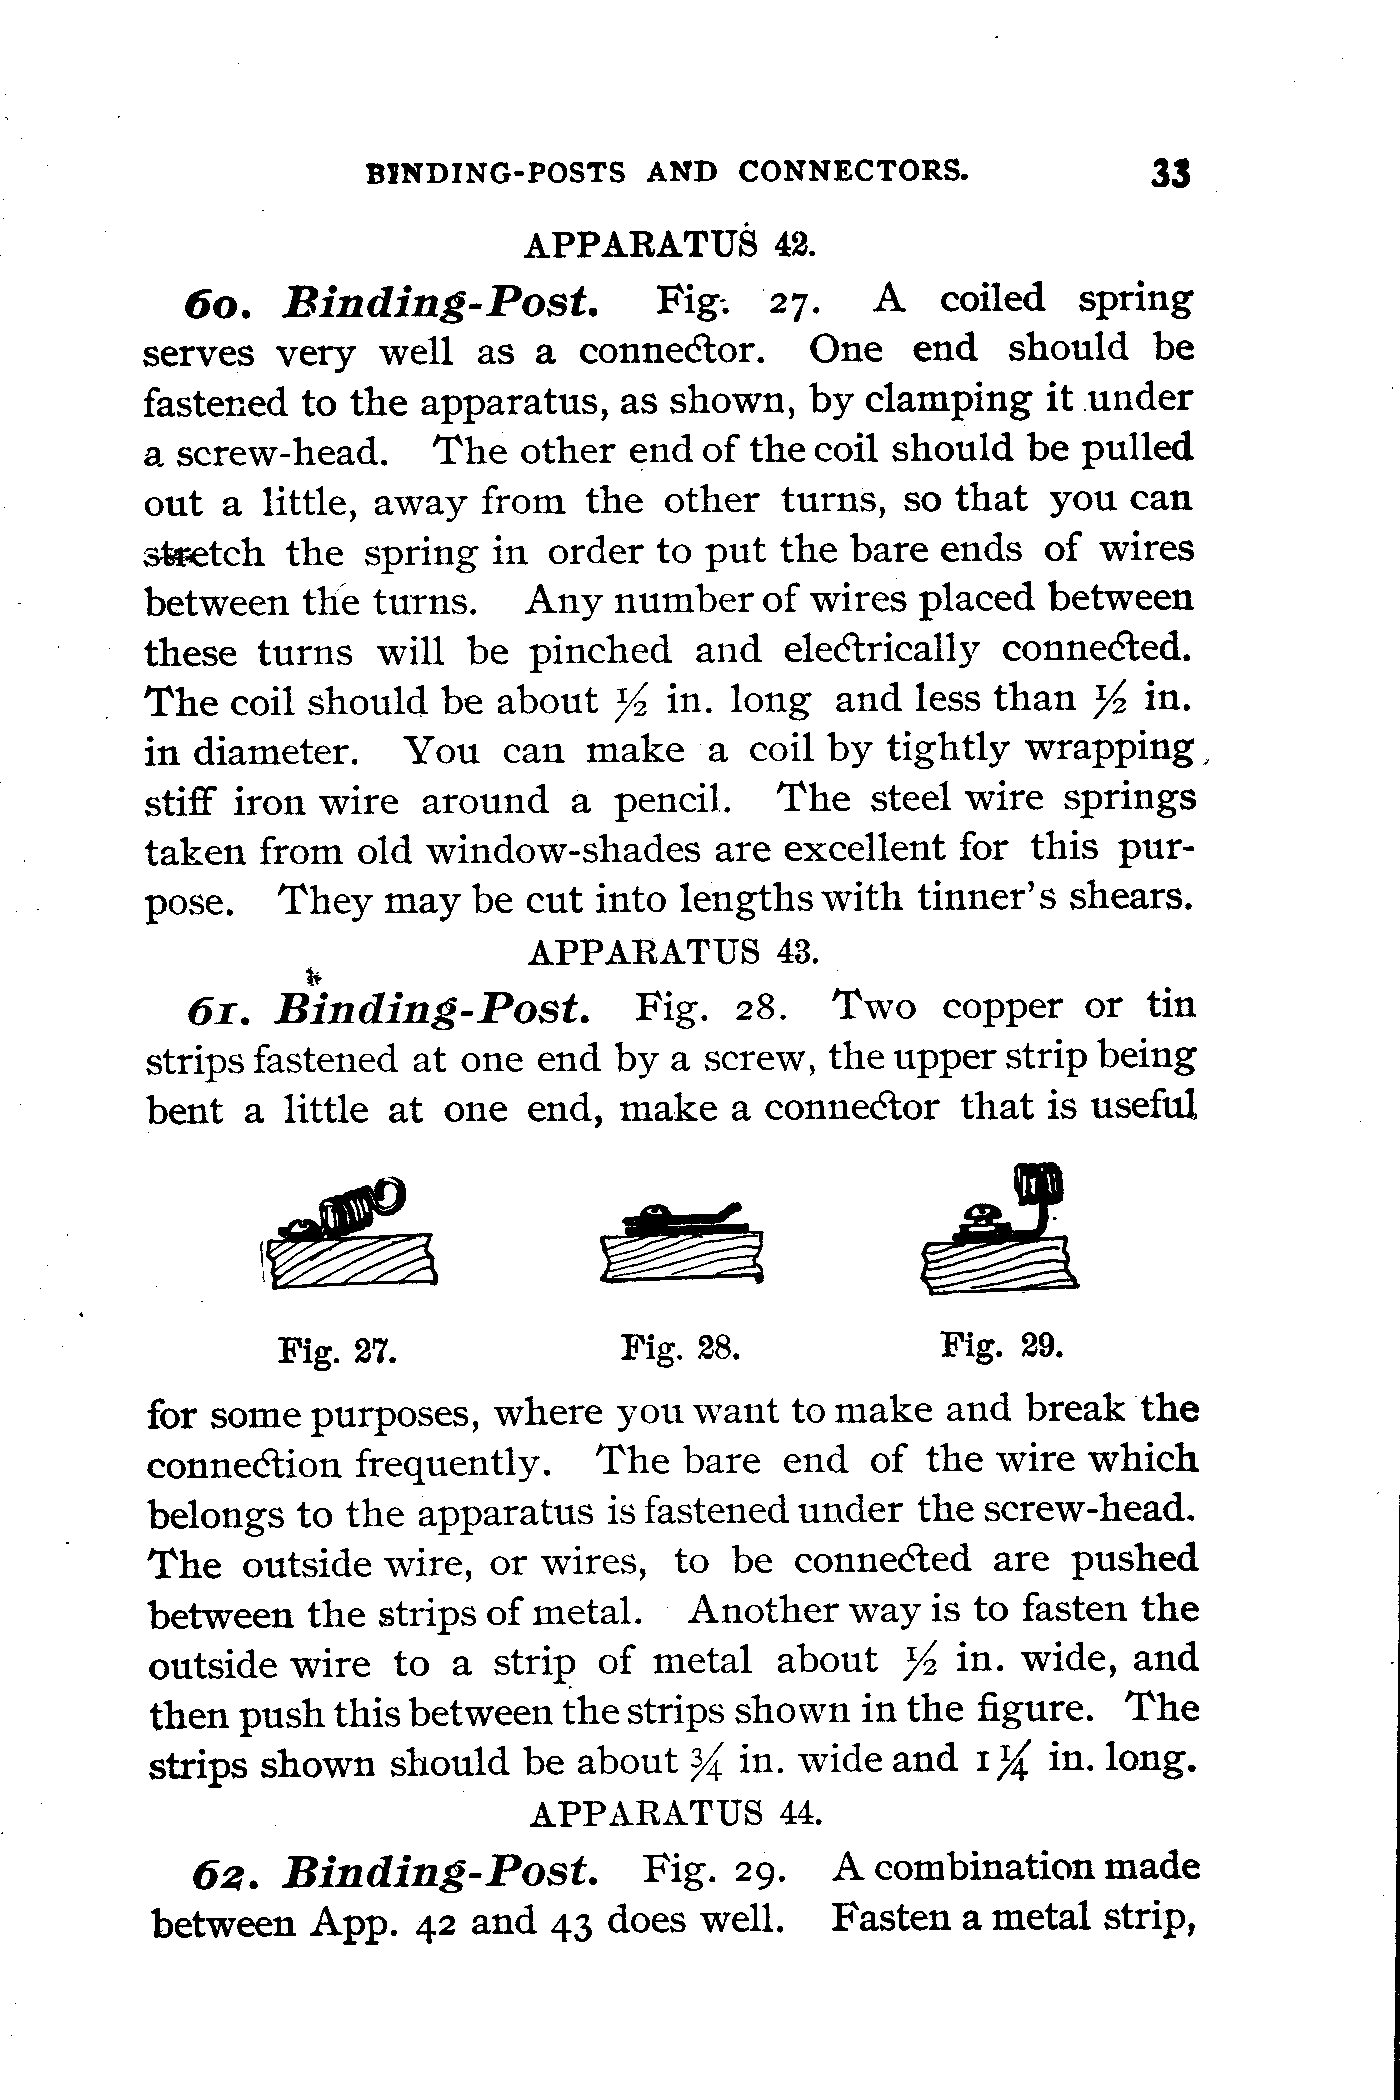 BINDING-POSTS AND CONNECTORS. 33
APPARATUS 42.
60. Binding-Post. Fig. 27. A coiled spring
serves very well as a connector. One end should be
fastened to the apparatus, as shown, by clamping it under
a screw-head. The other end of the coil should be pulled
out a little, away from the other turns, so that you can
stretch the spring in order to put the bare ends of wires
between the turns. Any number of wires placed between
these turns will be pinched and electrically connected.
The coil should be about ½ in. long and less than ½ in.
in diameter. You can make a coil by tightly wrapping
stiff iron wire around a pencil. The steel wire springs
taken from old window-shades are excellent for this pur-
pose. They may be cut into lengths with tinner's shears.
APPARATUS 43.
61. Binding-Post. Fig. 28. Two copper or tin
strips fastened at one end by a screw, the upper strip being
bent a little at one end, make a connector that is useful
Fig. 27. Fig. 28. Fig. 29.
for some purposes, where you want to make and break the
connection frequently. The bare end of the wire which
belongs to the apparatus is fastened under the screw-head.
The outside wire, or wires, to be connected are pushed
between the strips of metal. Another way is to fasten the
outside wire to a strip of metal about ½ in. wide, and
then push this between the strips shown in the figure. The
strips shown should be about ¾ in. wide and 1¼ in. long.
APPARATUS 44.
62. Binding-Post. Fig. 29. A combination made
between App. 42 and 43 does well. Fasten a metal strip,